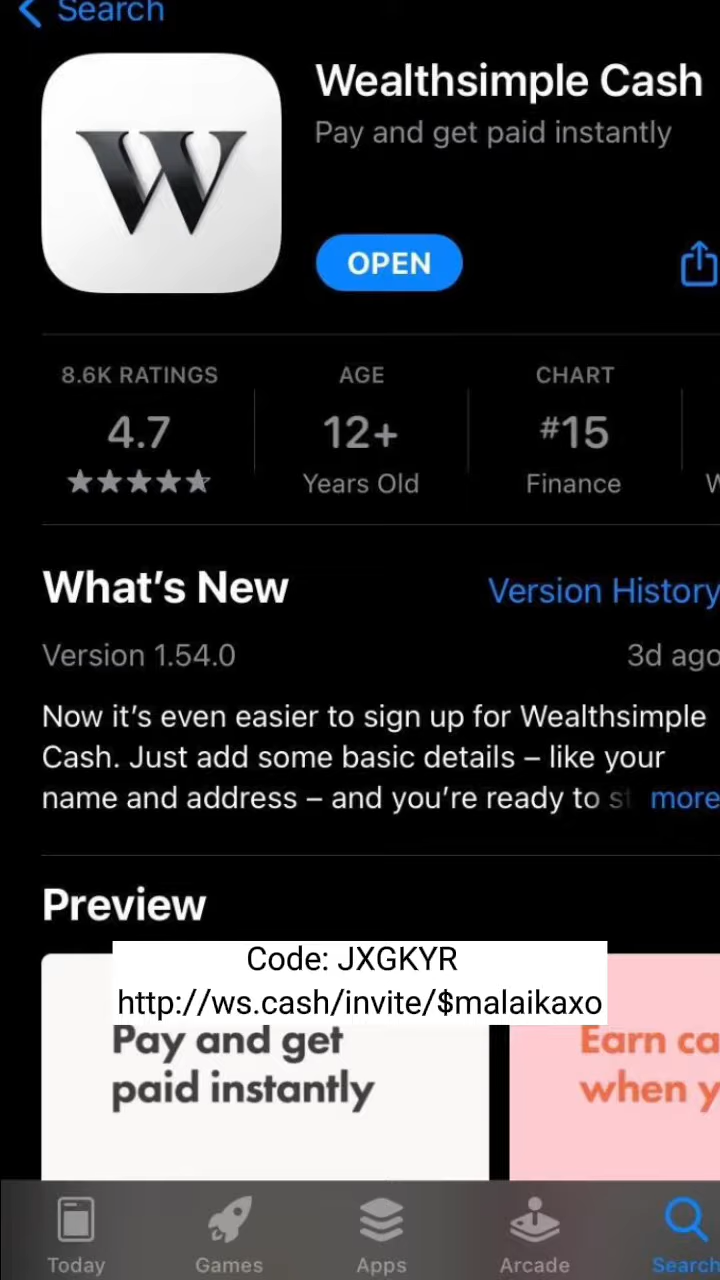 Search
W
Wealthsimple Cash
Pay and get paid instantly
OPEN
8.6K RATINGS
4.7
AGE
12+
Years Old
CHART
#15
Finance
What's New
Version History
Version 1.54.0
3d ago
Now it's even easier to sign up for Wealthsimple
Cash. Just add some basic details – like your
name and address – and you're ready to
more
Preview
Code: JXGKYR
http://ws.cash/invite/$malaikaxo
Pay and get
paid instantly
Earn
when
Today
Games
Apps
Arcade
Search